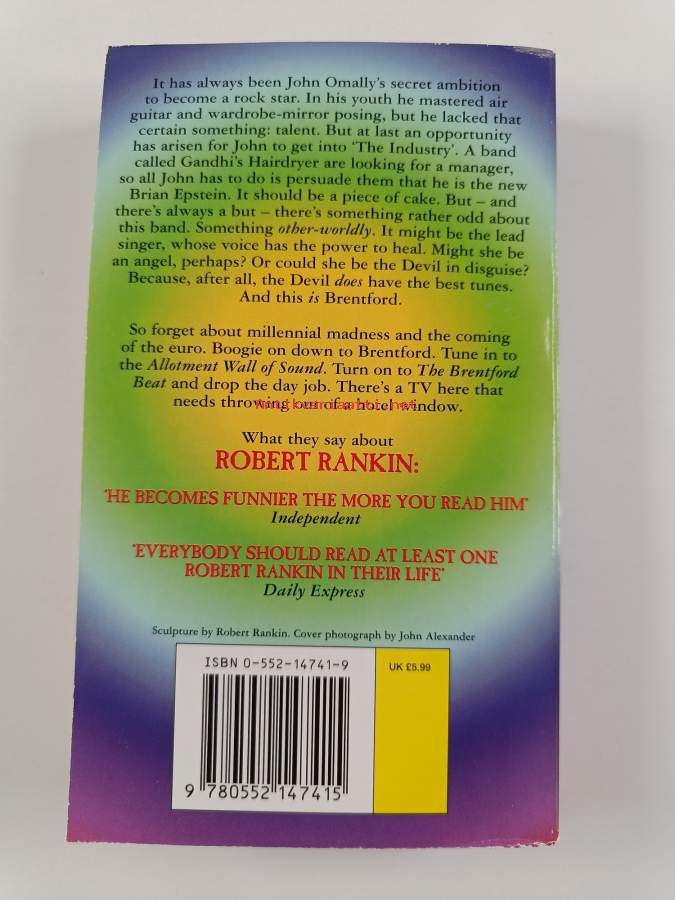 It has always been John Omally's secret ambition
to become a rock star. In his youth he mastered air
guitar and wardrobe-mirror posing, but he lacked that
certain something: talent. But at last an opportunity
has arisen for John to get into 'The Industry'. A band
called Gandhi's Hairdryer are looking for a manager,
so all John has to do is persuade them that he is the new
Brian Epstein. It should be a piece of cake. But – and
there's always a but – there's something rather odd about
this band. Something other-worldly. It might be the lead
singer, whose voice has the power to heal. Might she be
an angel, perhaps? Or could she be the Devil in disguise?
Because, after all, the Devil does have the best tunes.
And this is Brentford.
So forget about millennial madness and the coming
of the euro. Boogie on down to Brentford. Tune in to
the Allotment Wall of Sound. Turn on to The Brentford
Beat and drop the day job. There's a TV here that
needs throwing out of a hotel window.
What they say about
ROBERT RANKIN:
'HE BECOMES FUNNIER THE MORE YOU READ HIM'
Independent
'EVERYBODY SHOULD READ AT LEAST ONE
ROBERT RANKIN IN THEIR LIFE'
Daily Express
Sculpture by Robert Rankin. Cover photograph by John Alexander
ISBN 0-552-14741-9
UK £5.99
9 780552 147415